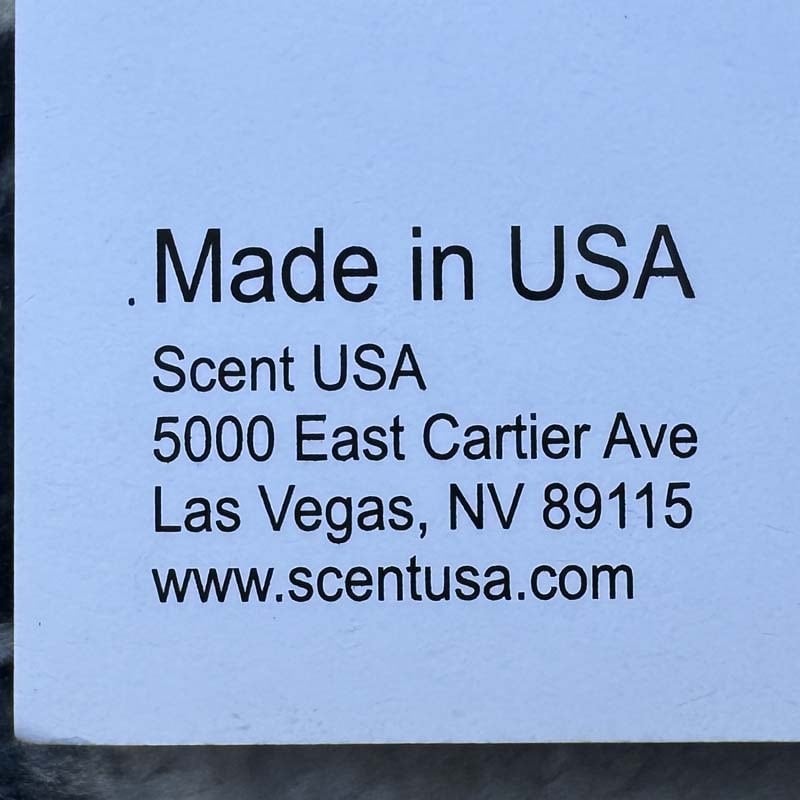 . Made in USA
Scent USA
5000 East Cartier Ave
Las Vegas, NV 89115
www.scentusa.com